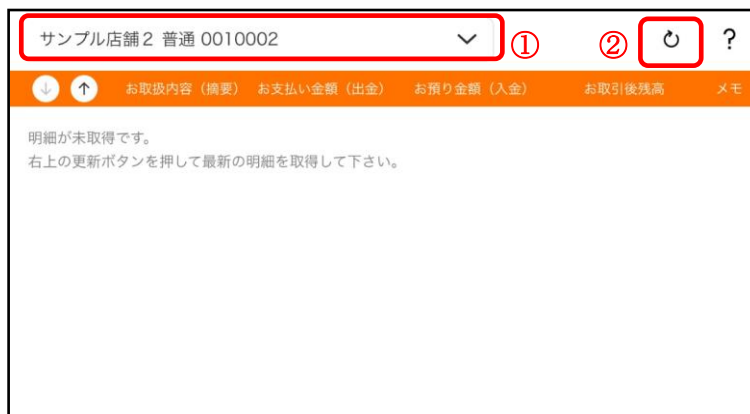 サンプル店舗2 普通 0010002 ① ② ?
お取扱内容（摘要） お支払い金額（出金） お預り金額（入金） お取引後残高 メモ
明細が未取得です。
右上の更新ボタンを押して最新の明細を取得して下さい。